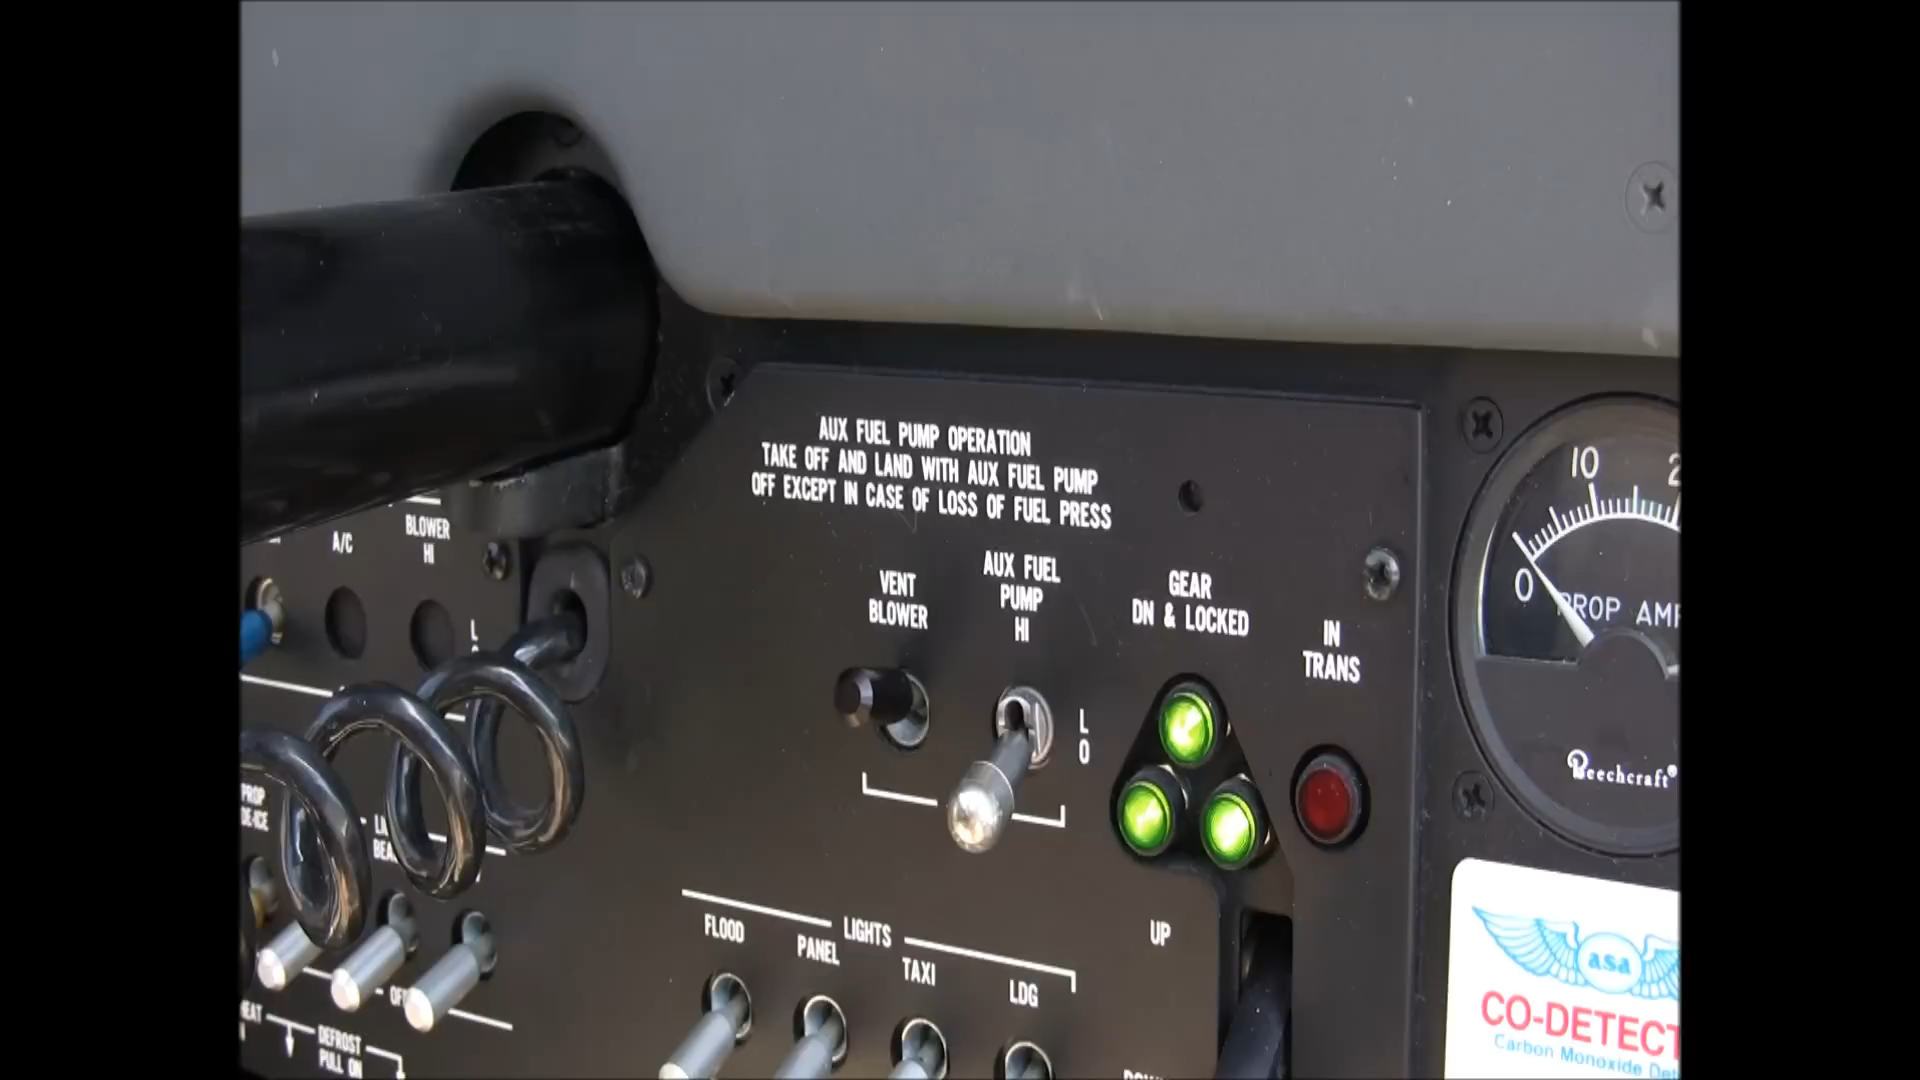 AUX FUEL PUMP OPERATION
TAKE OFF AND LAND WITH AUX FUEL PUMP
OFF EXCEPT IN CASE OF LOSS OF FUEL PRESS
A/C
BLOWER
HI
L
VENT
BLOWER
AUX FUEL
PUMP
HI
L
O
GEAR
DN & LOCKED
IN
TRANS
10
0
PROP AM
Beechcraft®
PROP
DE-ICE
OFF
DEFROST
PULL ON
LIGHTS
FLOOD
PANEL
TAXI
LDG
UP
asa
CO-DETECT
Carbon Monoxide Det